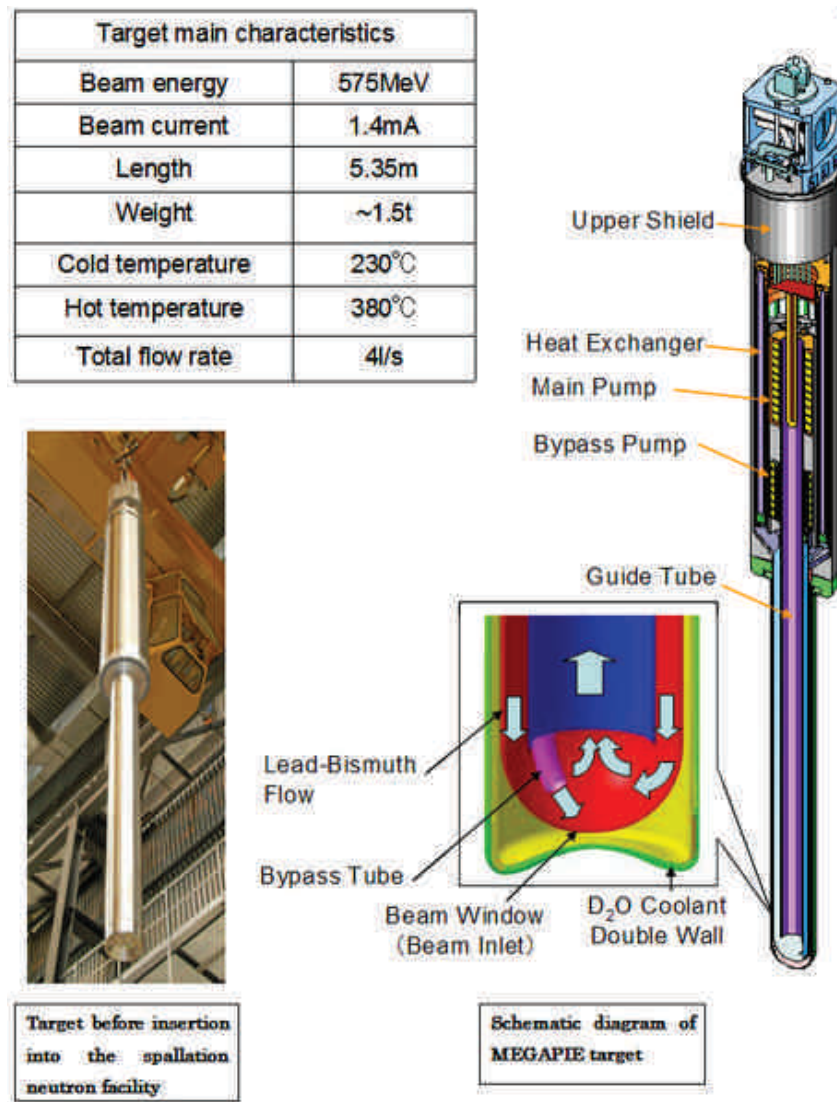 Target main characteristics
Beam energy 575MeV
Beam current 1.4mA
Length 5.35m
Weight ~1.5t
Cold temperature 230℃
Hot temperature 380℃
Total flow rate 4l/s
Upper Shield
Heat Exchanger
Main Pump
Bypass Pump
Guide Tube
Lead-Bismuth
Flow
Bypass Tube
Beam Window
(Beam Inlet)
D₂O Coolant
Double Wall
Target before insertion
into the spallation
neutron facility
Schematic diagram of
MEGAPIE target